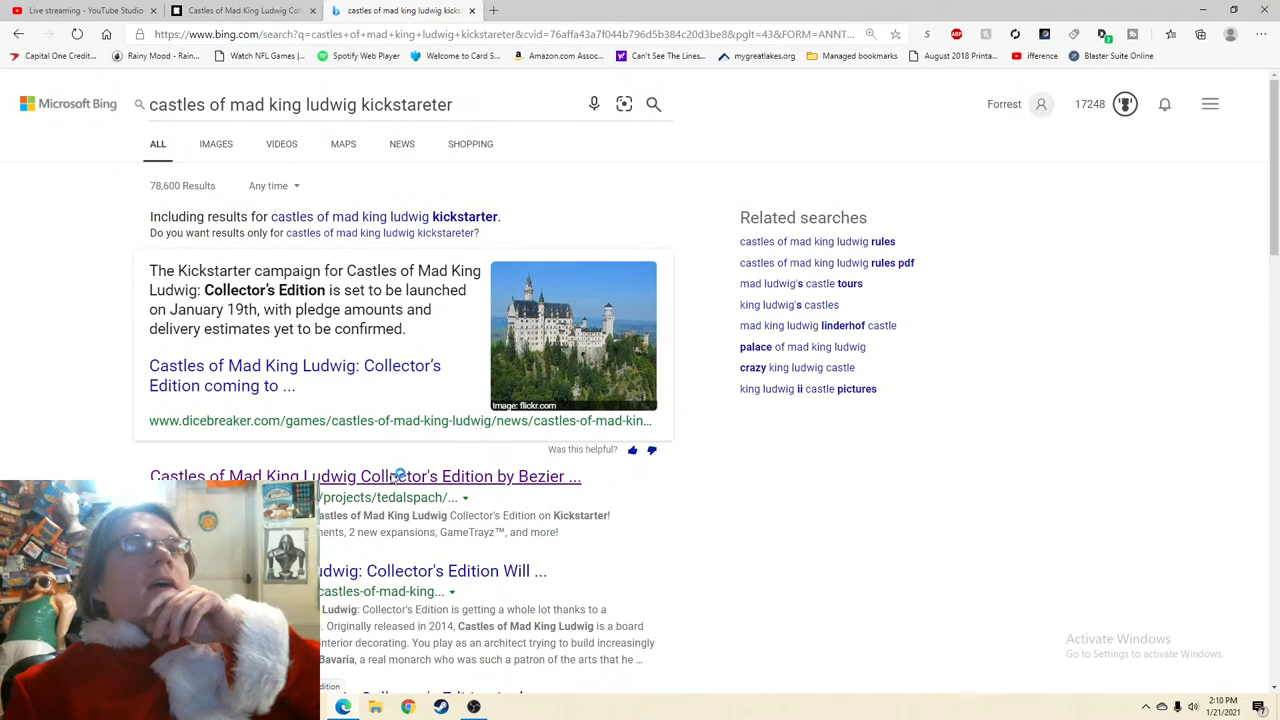 Live streaming - YouTube Studio
Castles of Mad King Ludwig Coll
castles of mad king ludwig kicks
https://www.bing.com/search?q=castles+of+mad+king+ludwig+kickstareter&cvid=76affa43a7f044b796d5b384c20d3be8&pglt=43&FORM=ANNT...
Capital One Credit...
Rainy Mood - Rain...
Watch NFL Games |...
Spotify Web Player
Welcome to Card S...
Amazon.com Assoc...
Can't See The Lines...
mygreatlakes.org
Managed bookmarks
August 2018 Printa...
ifference
Blaster Suite Online
Microsoft Bing
castles of mad king ludwig kickstareter
Forrest
17248
ALL
IMAGES
VIDEOS
MAPS
NEWS
SHOPPING
78,600 Results
Any time
Including results for castles of mad king ludwig kickstarter.
Do you want results only for castles of mad king ludwig kickstareter?
The Kickstarter campaign for Castles of Mad King
Ludwig: Collector's Edition is set to be launched
on January 19th, with pledge amounts and
delivery estimates yet to be confirmed.
Image: flickr.com
Castles of Mad King Ludwig: Collector's
Edition coming to ...
www.dicebreaker.com/games/castles-of-mad-king-ludwig/news/castles-of-mad-kin...
Was this helpful?
Castles of Mad King Ludwig Collector's Edition by Bezier ...
/projects/tedalspach/...
astles of Mad King Ludwig Collector's Edition on Kickstarter!
ents, 2 new expansions, GameTrayz™, and more!
dwig: Collector's Edition Will ...
castles-of-mad-king...
Ludwig: Collector's Edition is getting a whole lot thanks to a
. Originally released in 2014, Castles of Mad King Ludwig is a board
nterior decorating. You play as an architect trying to build increasingly
Bavaria, a real monarch who was such a patron of the arts that he ...
dition
Related searches
castles of mad king ludwig rules
castles of mad king ludwig rules pdf
mad ludwig's castle tours
king ludwig's castles
mad king ludwig linderhof castle
palace of mad king ludwig
crazy king ludwig castle
king ludwig ii castle pictures
Activate Windows
Go to Settings to activate Windows.
2:10 PM
1/21/2021